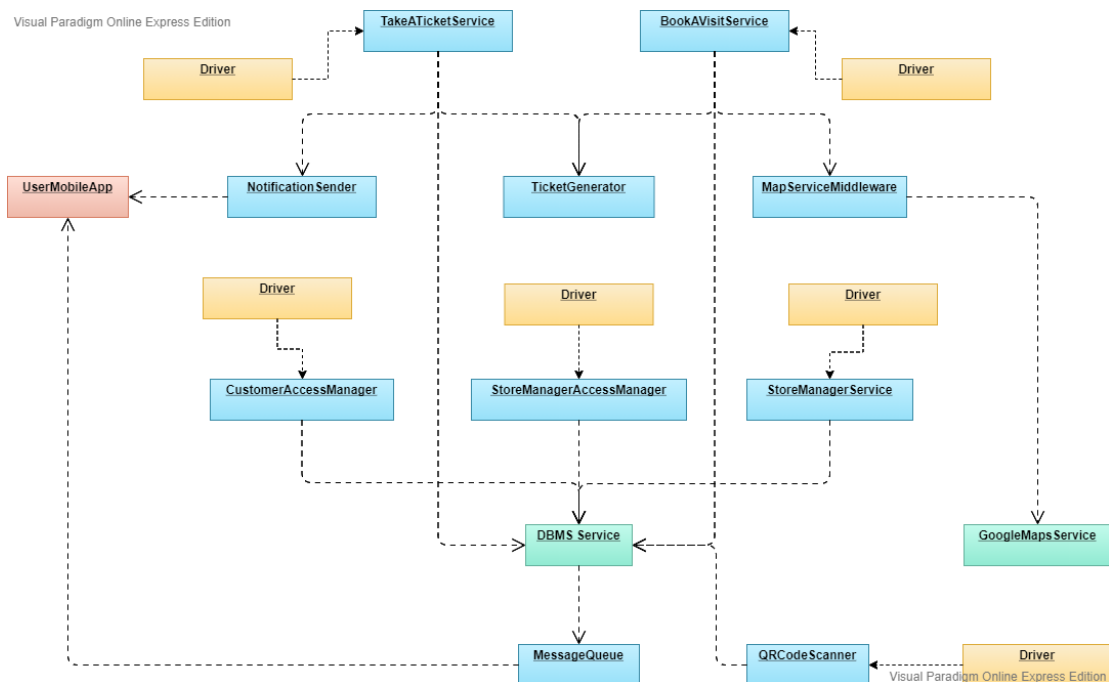 Visual Paradigm Online Express Edition
TakeATicketService
BookAVisitService
Driver
Driver
UserMobileApp
NotificationSender
TicketGenerator
MapServiceMiddleware
Driver
Driver
Driver
CustomerAccessManager
StoreManagerAccessManager
StoreManagerService
DBMS Service
GoogleMapsService
MessageQueue
QRCodeScanner
Driver
Visual Paradigm Online Express Edition